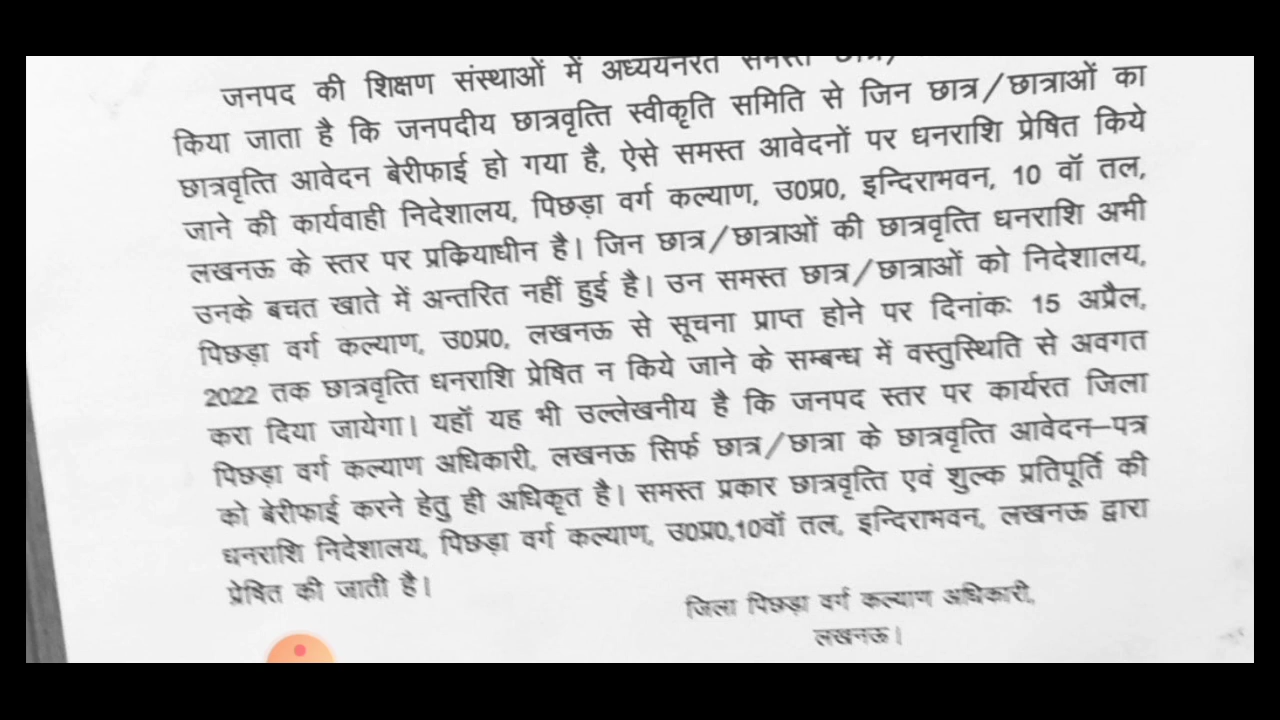 जनपद की शिक्षण संस्थाओं में अध्ययनरत समस्त छात्र/
किया जाता है कि जनपदीय छात्रवृत्ति स्वीकृति समिति से जिन छात्र/छात्राओं का
छात्रवृत्ति आवेदन बेरीफाई हो गया है, ऐसे समस्त आवेदनों पर धनराशि प्रेषित किये
जाने की कार्यवाही निदेशालय, पिछड़ा वर्ग कल्याण, उ0प्र0, इन्दिराभवन, 10 वॉ तल,
लखनऊ के स्तर पर प्रकियाधीन है। जिन छात्र/छात्राओं की छात्रवृत्ति धनराशि अभी
उनके बचत खाते में अन्तरित नहीं हुई है। उन समस्त छात्र/छात्राओं को निदेशालय,
पिछड़ा वर्ग कल्याण, उ0प्र0, लखनऊ से सूचना प्राप्त होने पर दिनांकः 15 अप्रैल,
2022 तक छात्रवृत्ति धनराशि प्रेषित न किये जाने के सम्बन्ध में वस्तुस्थिति से अवगत
करा दिया जायेगा। यहॉ यह भी उल्लेखनीय है कि जनपद स्तर पर कार्यरत जिला
पिछड़ा वर्ग कल्याण अधिकारी, लखनऊ सिर्फ छात्र/छात्रा के छात्रवृत्ति आवेदन–पत्र
को बेरीफाई करने हेतु ही अधिकृत है। समस्त प्रकार छात्रवृत्ति एवं शुल्क प्रतिपूर्ति की
धनराशि निदेशालय, पिछड़ा वर्ग कल्याण, उ0प्र0,10वॉ तल, इन्दिराभवन, लखनऊ द्वारा
प्रेषित की जाती है।
जिला पिछड़ा वर्ग कल्याण अधिकारी,
लखनऊ।